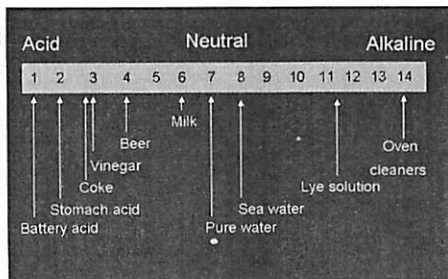 Acid Neutral Alkaline
1 2 3 4 5 6 7 8 9 10 11 12 13 14
Milk
Beer
Oven
cleaners
Vinegar
Coke
Lye solution
Stomach acid
Sea water
Battery acid
Pure water